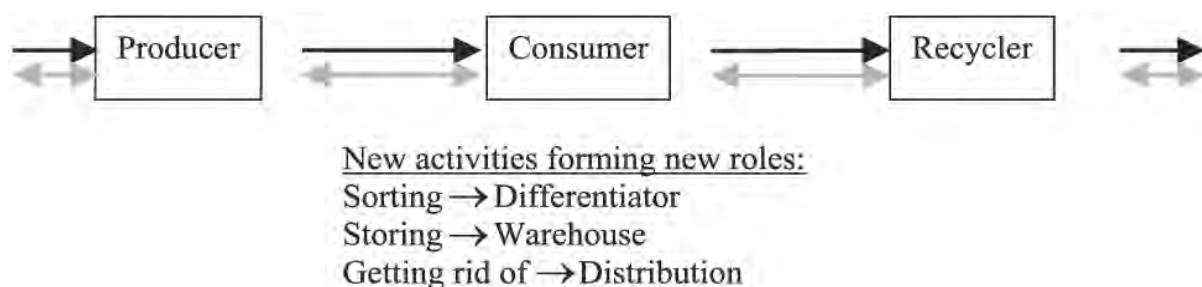 Producer Consumer Recycler
New activities forming new roles:
Sorting → Differentiator
Storing → Warehouse
Getting rid of → Distribution